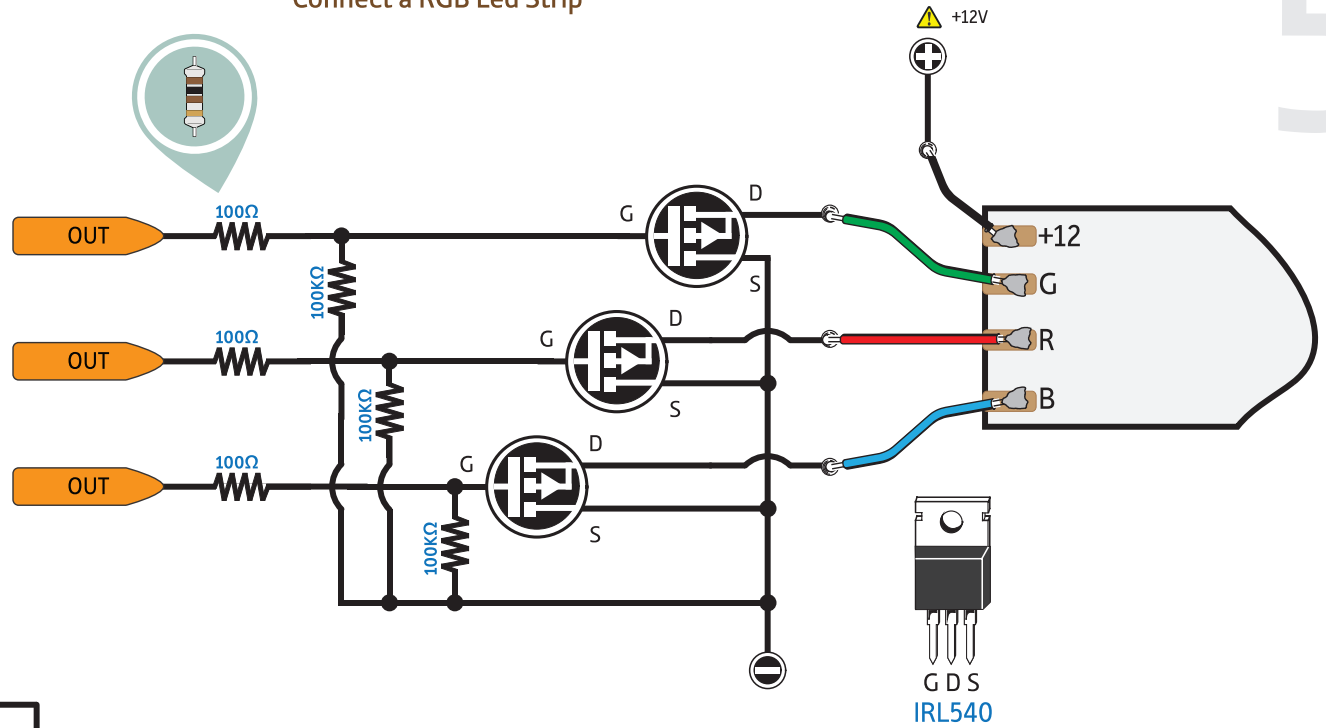 Connect a RGB Led Strip
+12V
OUT
100Ω
100KΩ
G
D
S
+12
G
R
B
OUT
100Ω
100KΩ
G
D
S
OUT
100Ω
100KΩ
G
D
S
G D S
IRL540